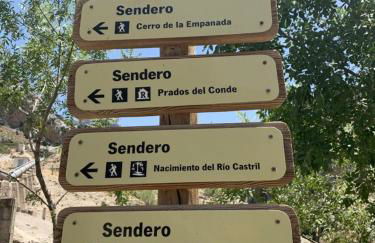 Sendero
Cerro de la Empanada
Sendero
Prados del Conde
Sendero
Nacimiento del Río Castril
Sendero